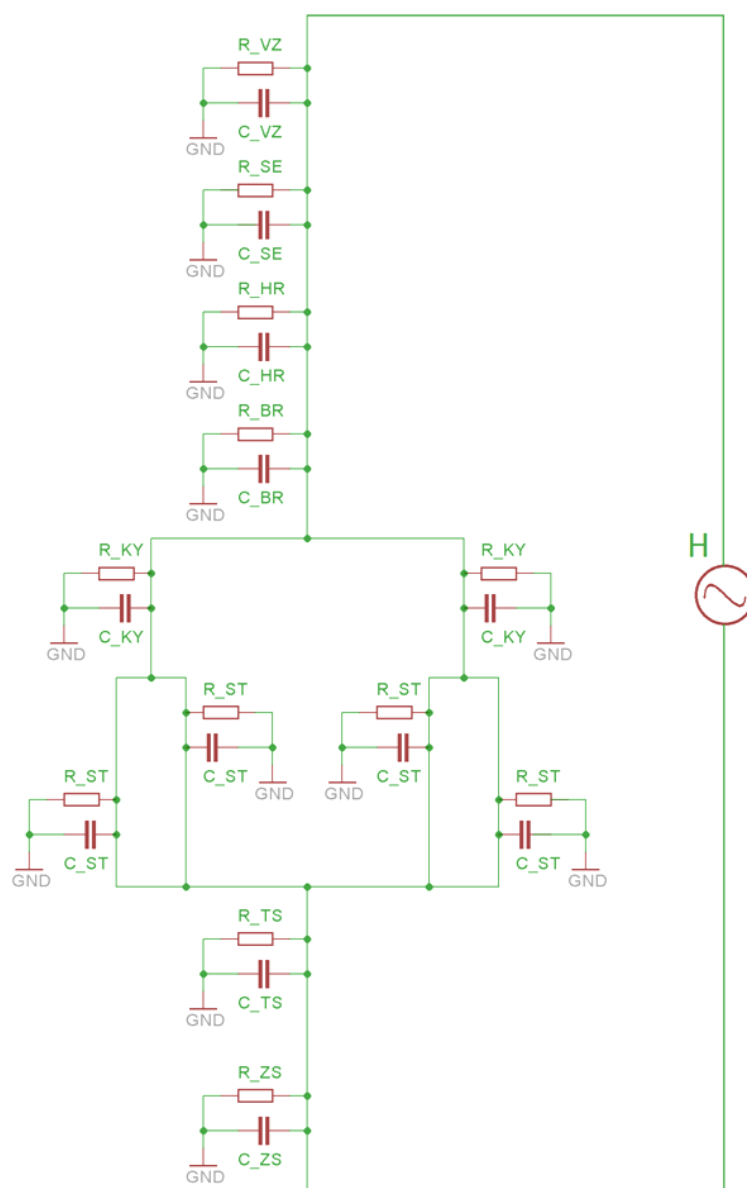 R_VZ
C_VZ
GND
R_SE
C_SE
GND
R_HR
C_HR
GND
R_BR
C_BR
GND
H
R_KY
C_KY
GND
R_KY
C_KY
GND
R_ST
C_ST
GND
R_ST
C_ST
GND
R_ST
C_ST
GND
R_ST
C_ST
GND
R_TS
C_TS
GND
R_ZS
C_ZS
GND